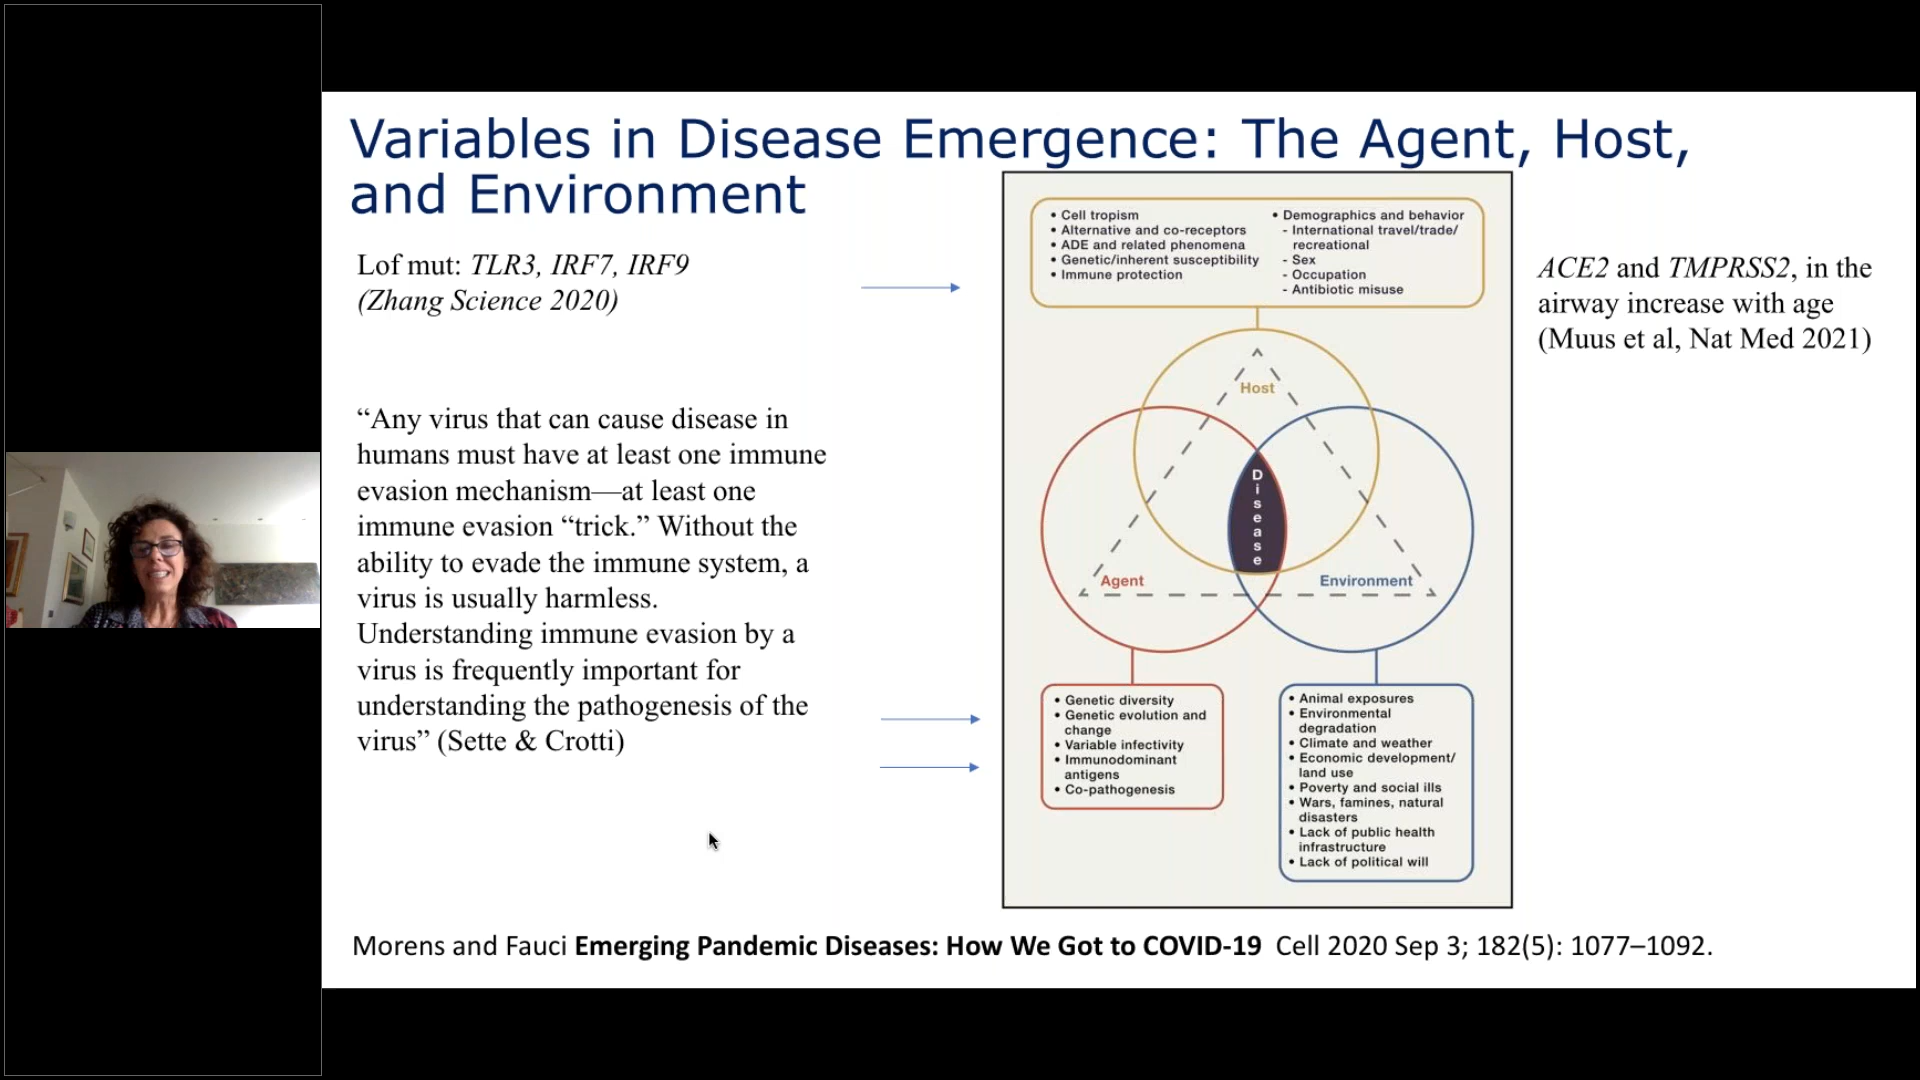 Variables in Disease Emergence: The Agent, Host,
and Environment
Lof mut: TLR3, IRF7, IRF9
(Zhang Science 2020)
“Any virus that can cause disease in
humans must have at least one immune
evasion mechanism—at least one
immune evasion “trick.” Without the
ability to evade the immune system, a
virus is usually harmless.
Understanding immune evasion by a
virus is frequently important for
understanding the pathogenesis of the
virus” (Sette & Crotti)
• Cell tropism
• Alternative and co-receptors
• ADE and related phenomena
• Genetic/inherent susceptibility
• Immune protection
• Demographics and behavior
- International travel/trade/
recreational
- Sex
- Occupation
- Antibiotic misuse
Host
Disease
Agent
Environment
• Genetic diversity
• Genetic evolution and
change
• Variable infectivity
• Immunodominant
antigens
• Co-pathogenesis
• Animal exposures
• Environmental
degradation
• Climate and weather
• Economic development/
land use
• Poverty and social ills
• Wars, famines, natural
disasters
• Lack of public health
infrastructure
• Lack of political will
ACE2 and TMPRSS2, in the
airway increase with age
(Muus et al, Nat Med 2021)
Morens and Fauci Emerging Pandemic Diseases: How We Got to COVID-19 Cell 2020 Sep 3; 182(5): 1077–1092.